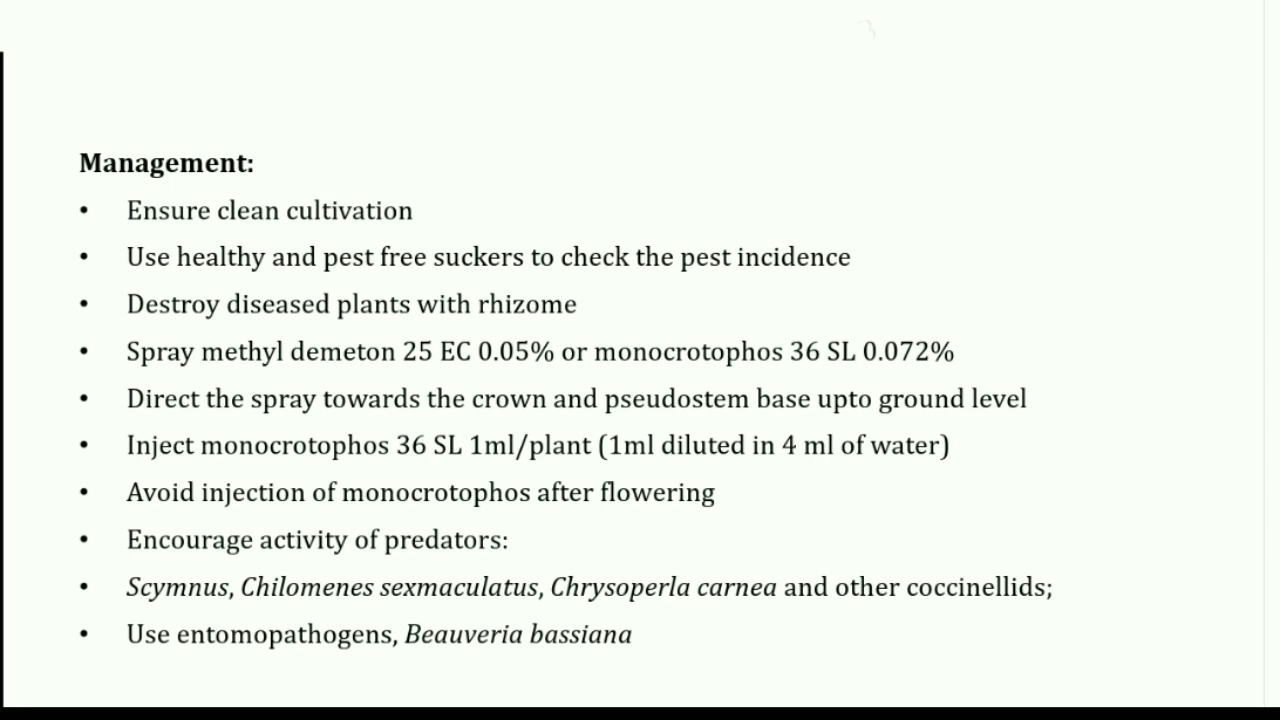 Management:
• Ensure clean cultivation
• Use healthy and pest free suckers to check the pest incidence
• Destroy diseased plants with rhizome
• Spray methyl demeton 25 EC 0.05% or monocrotophos 36 SL 0.072%
• Direct the spray towards the crown and pseudostem base upto ground level
• Inject monocrotophos 36 SL 1ml/plant (1ml diluted in 4 ml of water)
• Avoid injection of monocrotophos after flowering
• Encourage activity of predators:
• Scymnus, Chilomenes sexmaculatus, Chrysoperla carnea and other coccinellids;
• Use entomopathogens, Beauveria bassiana